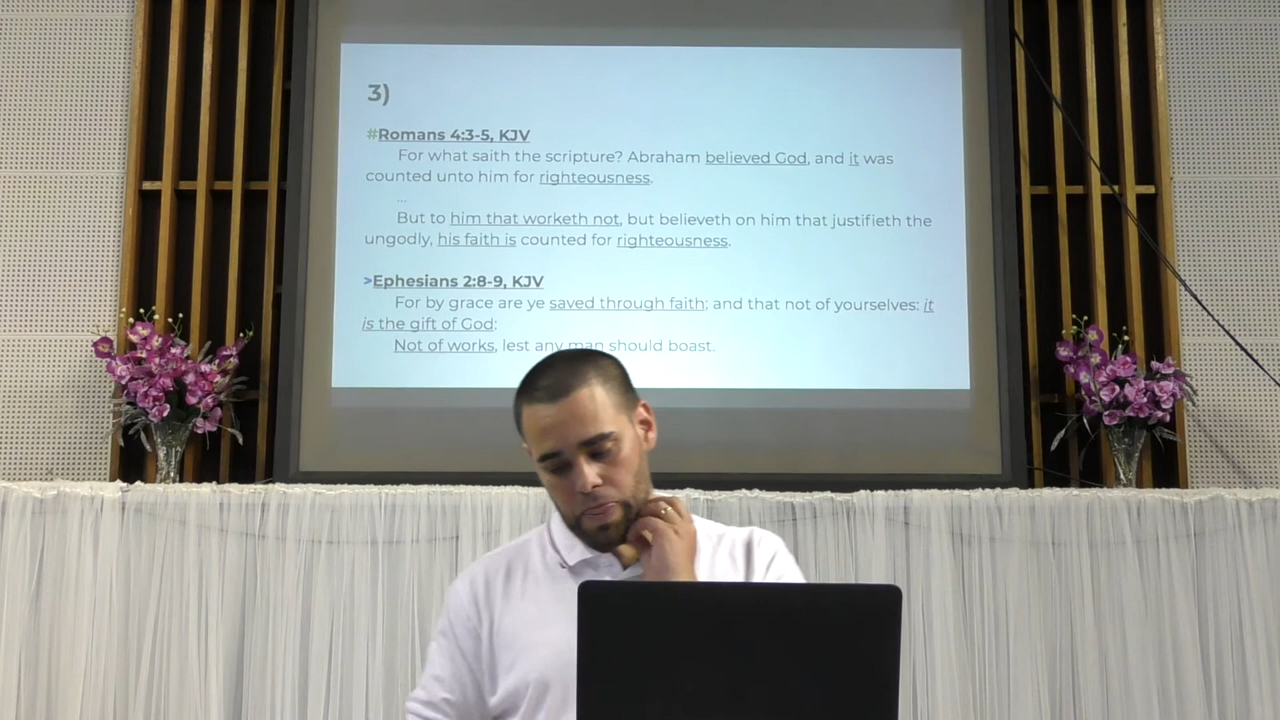 3)
#Romans 4:3-5, KJV
For what saith the scripture? Abraham believed God, and it was
counted unto him for righteousness.
...
But to him that worketh not, but believeth on him that justifieth the
ungodly, his faith is counted for righteousness.
>Ephesians 2:8-9, KJV
For by grace are ye saved through faith; and that not of yourselves: it
is the gift of God:
Not of works, lest any man should boast.